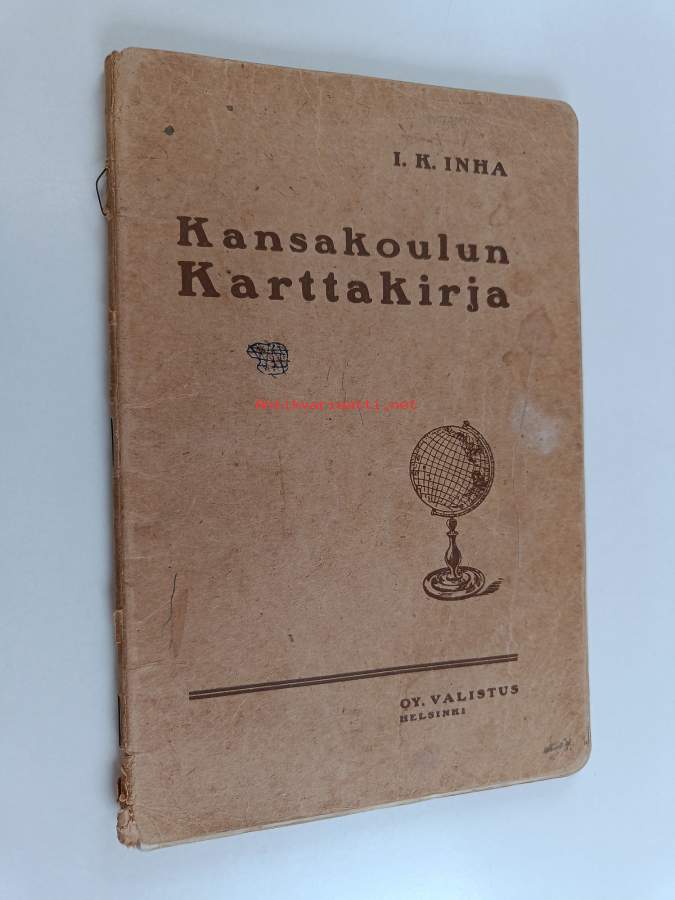 I. K. INHA
Kansakoulun
Karttakirja
Antikvariaatti.net
OY. VALISTUS
HELSINKI